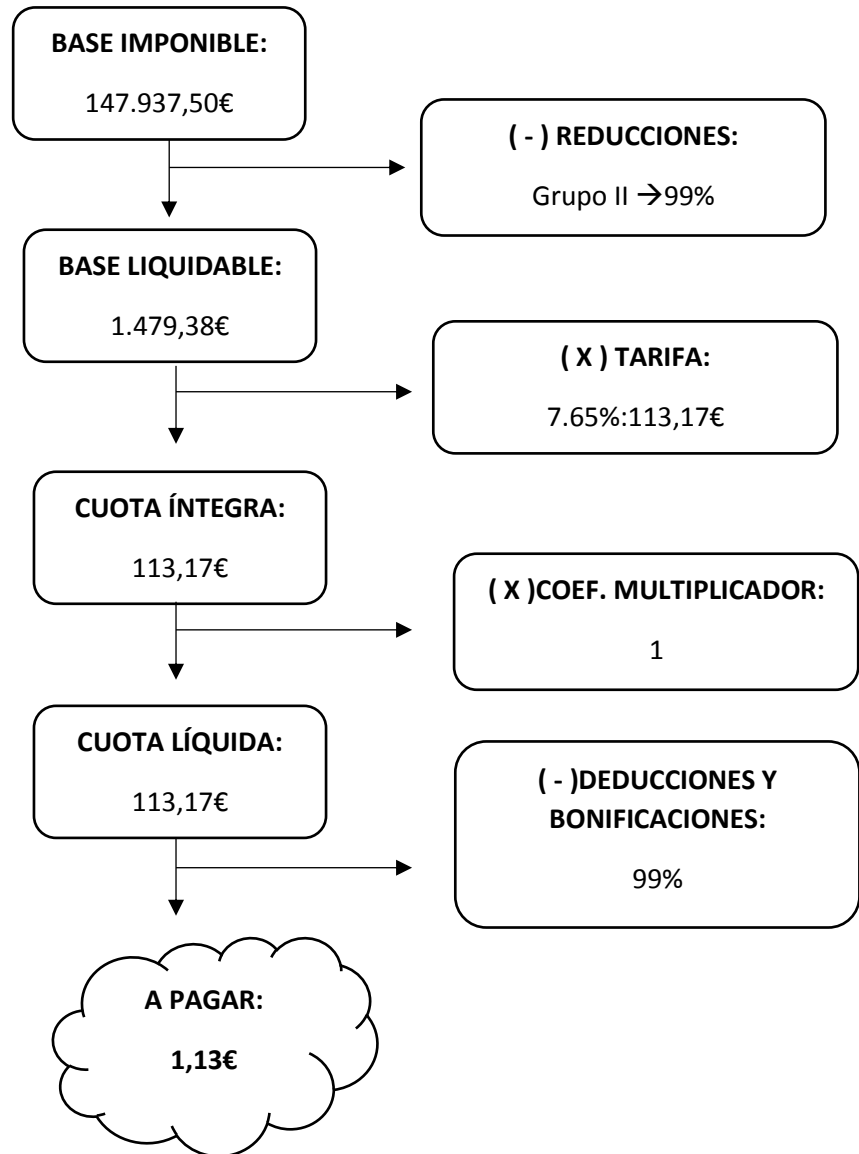 BASE IMPONIBLE:
147.937,50€
( - ) REDUCCIONES:
Grupo II →99%
BASE LIQUIDABLE:
1.479,38€
( X ) TARIFA:
7.65%:113,17€
CUOTA ÍNTEGRA:
113,17€
( X )COEF. MULTIPLICADOR:
1
CUOTA LÍQUIDA:
113,17€
( - )DEDUCCIONES Y
BONIFICACIONES:
99%
A PAGAR:
1,13€